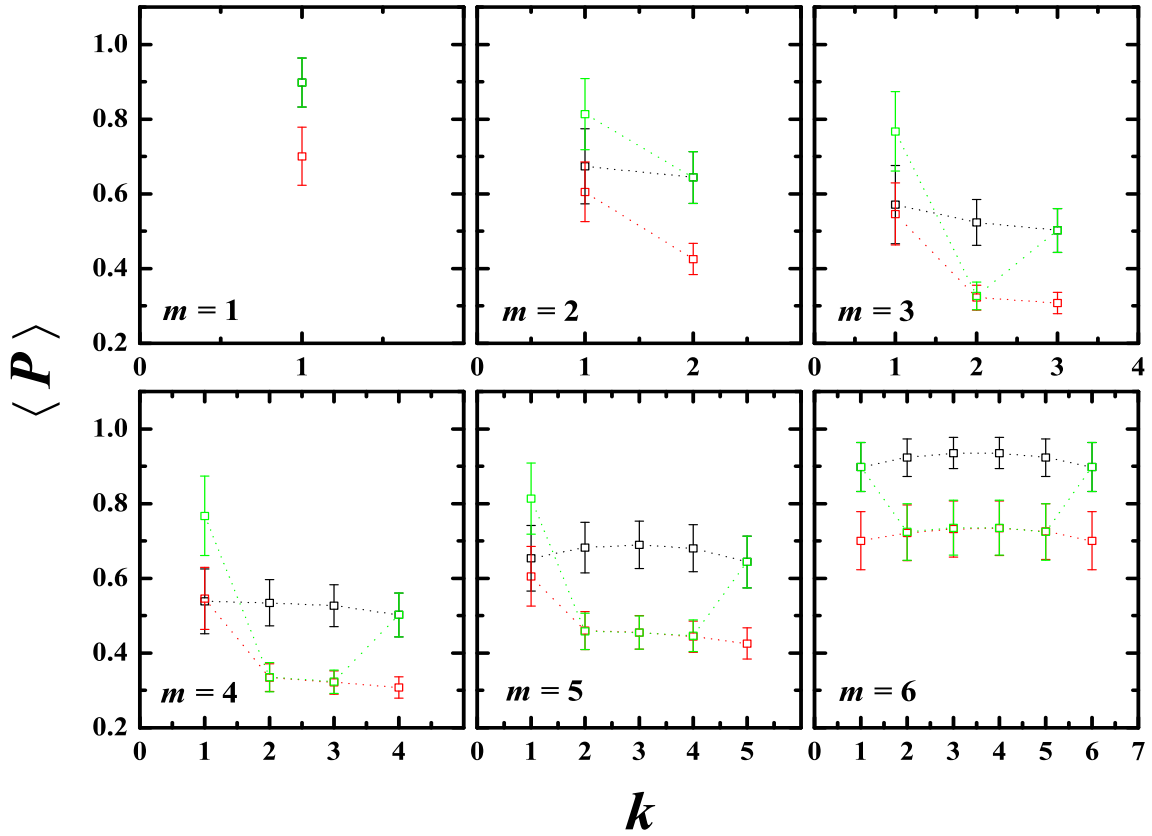 1.0
0.8
0.6
0.4
0.2
m = 1
m = 2
m = 3
0 1 0 1 2 0 1 2 3 4
⟨ P ⟩
1.0
0.8
0.6
0.4
0.2
m = 4
m = 5
m = 6
0 1 2 3 4 0 1 2 3 4 5 0 1 2 3 4 5 6 7
k